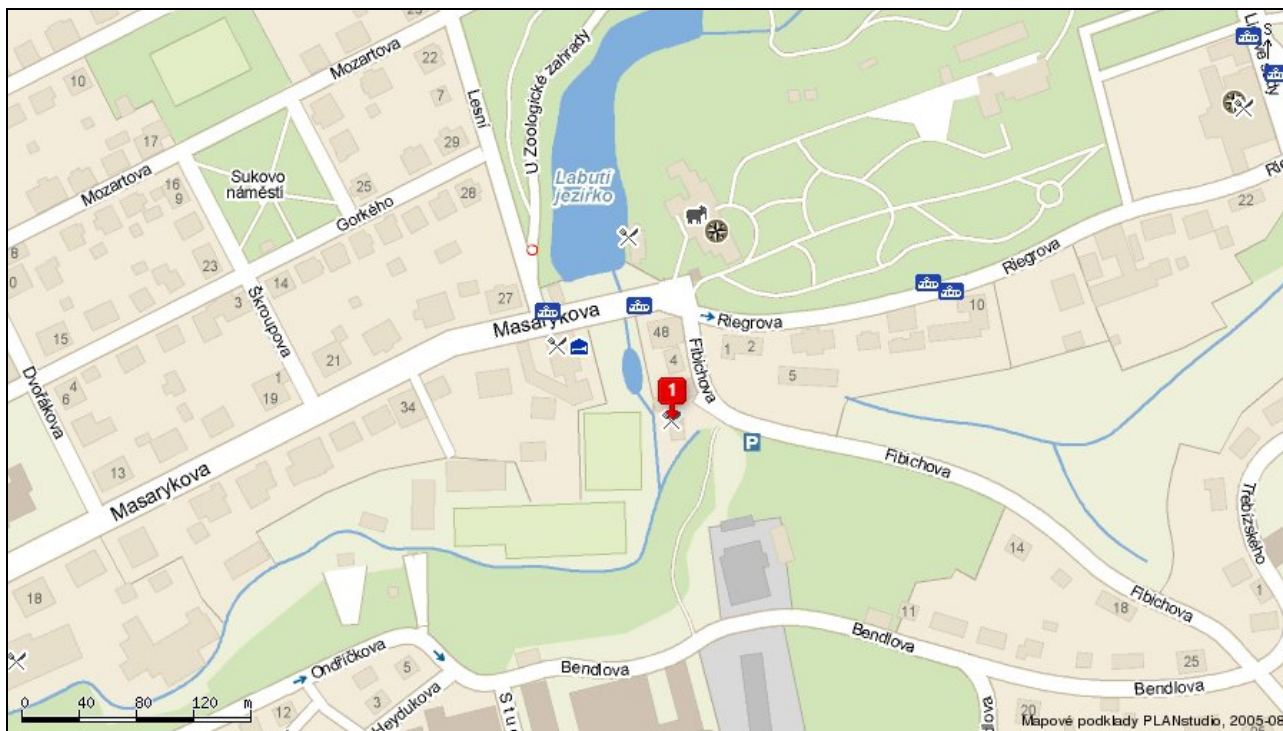 Mozartova
22
10
7
Lesní
U Zoologické zahrady
S
17
29
Mozartova
Sukovo
náměstí
25
Labutí
jezírko
16
9
28
Gorkého
22
8
23
14
3
27
Riegrova
10
15
Škroupova
Masarykova
Riegrova
48
21
1
2
4
Fibichova
5
4
6
1
19
1
34
Dvořákova
13
P
Fibichova
Masarykova
Třebízského
14
18
11
18
Fibichova
1
Bendlova
Ondříčkova
5
Bendlova
25
Bendlova
3
Heydukova
12
20
0 40 80 120 m
Mapové podklady PLANstudio, 2005-08